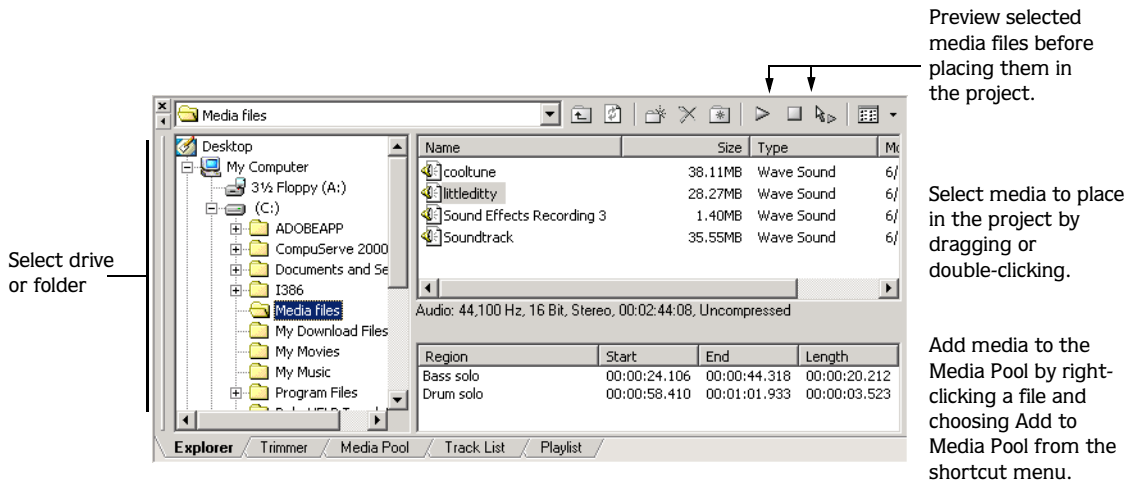 Preview selected
media files before
placing them in
the project.
Media files
Desktop
My Computer
3½ Floppy (A:)
(C:)
ADOBEAPP
CompuServe 2000
Documents and Se
I386
Media files
My Download Files
My Movies
My Music
Program Files
Name Size Type
cooltune 38.11MB Wave Sound 6/
littleditty 28.27MB Wave Sound 6/
Sound Effects Recording 3 1.40MB Wave Sound 6/
Soundtrack 35.55MB Wave Sound 6/
Audio: 44,100 Hz, 16 Bit, Stereo, 00:02:44:08, Uncompressed
Region Start End Length
Bass solo 00:00:24.106 00:00:44.318 00:00:20.212
Drum solo 00:00:58.410 00:01:01.933 00:00:03.523
Explorer Trimmer Media Pool Track List Playlist
Select drive
or folder
Select media to place
in the project by
dragging or
double-clicking.
Add media to the
Media Pool by right-
clicking a file and
choosing Add to
Media Pool from the
shortcut menu.